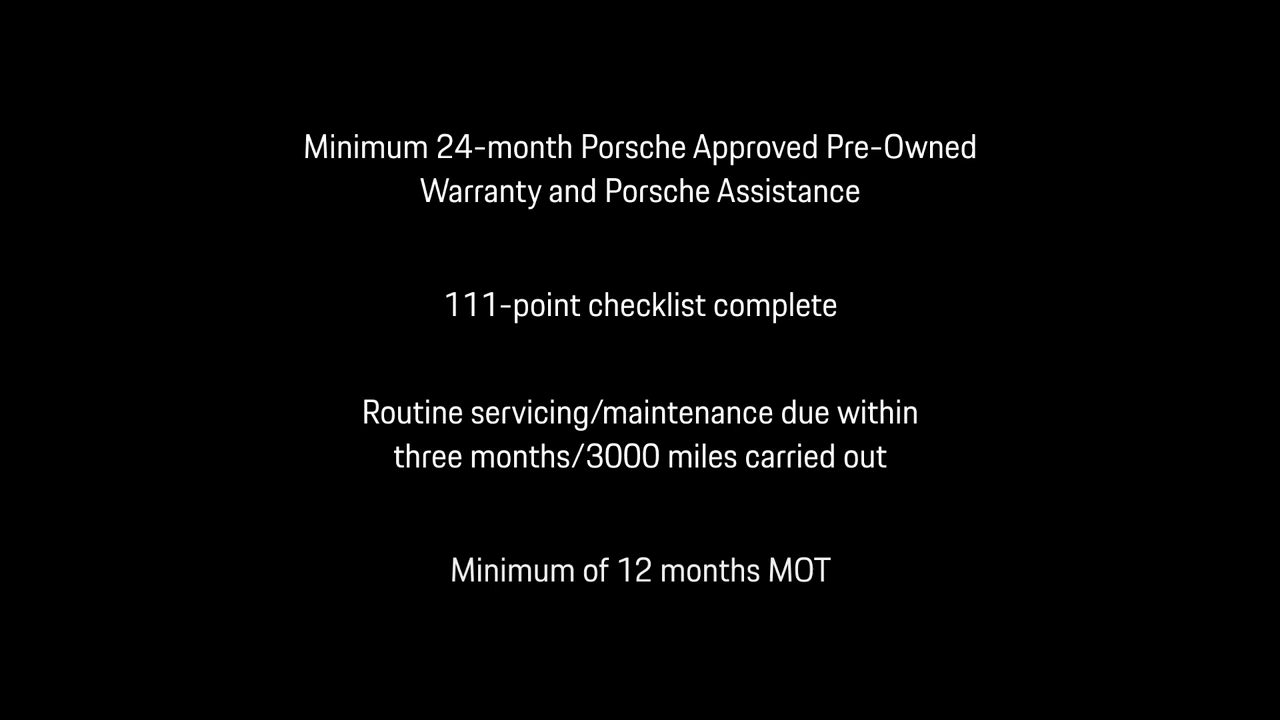 Minimum 24-month Porsche Approved Pre-Owned
Warranty and Porsche Assistance
111-point checklist complete
Routine servicing/maintenance due within
three months/3000 miles carried out
Minimum of 12 months MOT